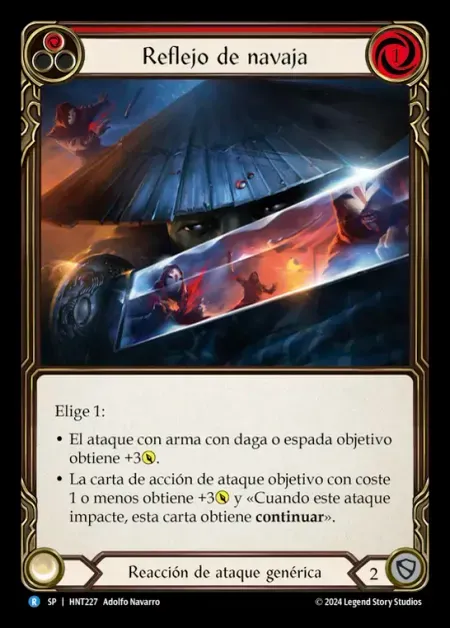 Reflejo de navaja
1
Elige 1:
• El ataque con arma con daga o espada objetivo
obtiene +3.
• La carta de acción de ataque objetivo con coste
1 o menos obtiene +3 y «Cuando este ataque
impacte, esta carta obtiene continuar».
Reacción de ataque genérica
2
R SP | HNT227 Adolfo Navarro
© 2024 Legend Story Studios